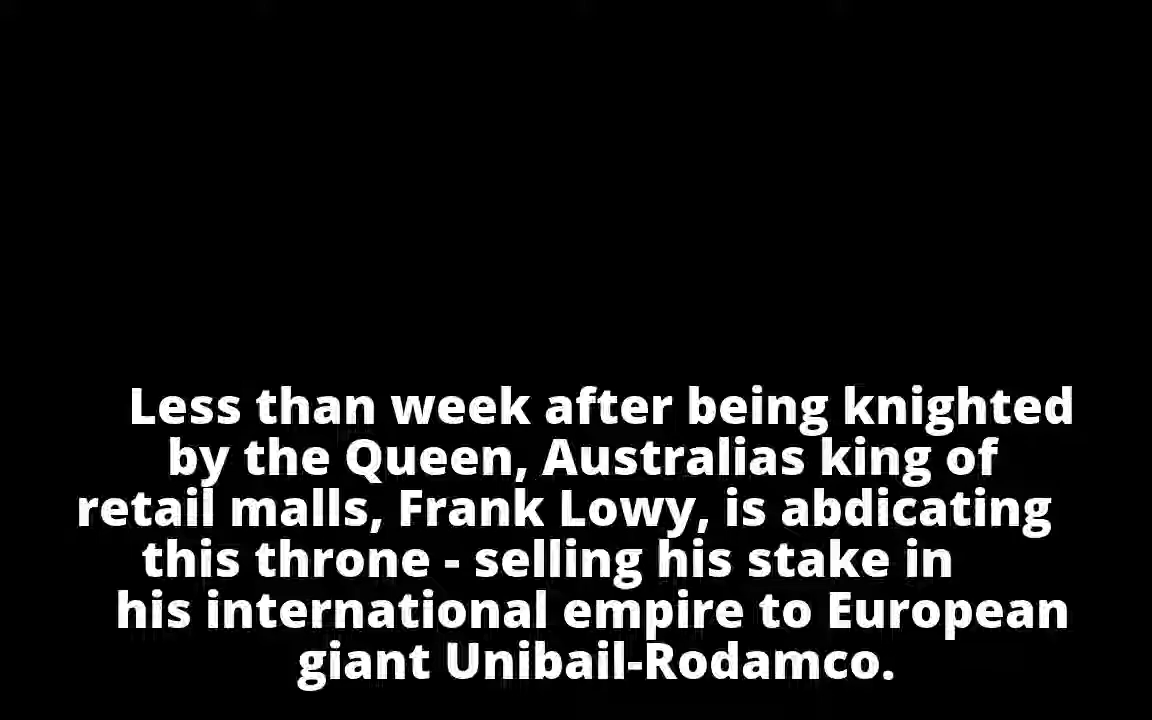 Less than week after being knighted
by the Queen, Australias king of
retail malls, Frank Lowy, is abdicating
this throne - selling his stake in
his international empire to European
giant Unibail-Rodamco.